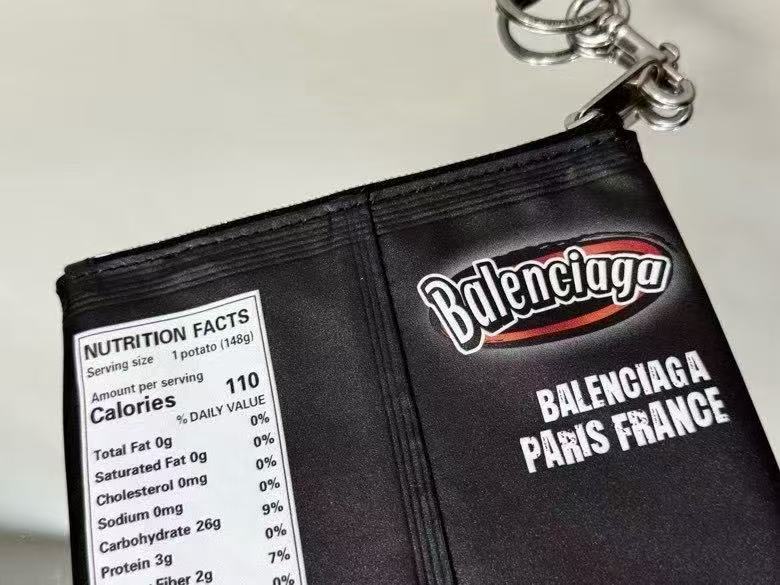 NUTRITION FACTS
Serving size 1 potato (148g)
Amount per serving
Calories 110
% DAILY VALUE
Total Fat 0g 0%
Saturated Fat 0g 0%
Cholesterol 0mg 0%
Sodium 0mg 0%
Carbohydrate 26g 9%
Protein 3g 0%
Fiber 2g 7%
0%
Balenciaga
BALENCIAGA
PARIS FRANCE